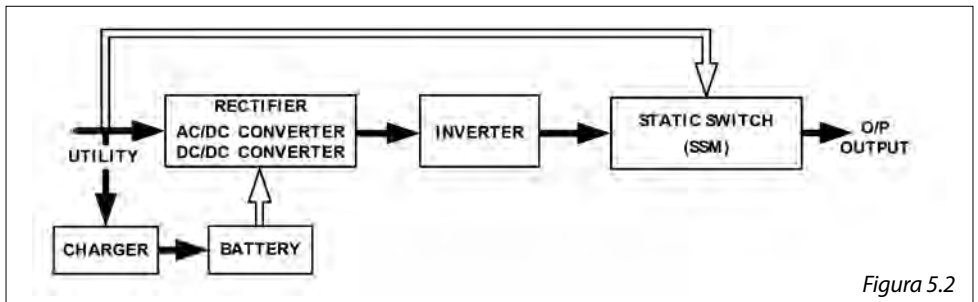 RECTIFIER
AC/DC CONVERTER
DC/DC CONVERTER
INVERTER
STATIC SWITCH
(SSM)
O/P
OUTPUT
UTILITY
CHARGER
BATTERY
Figura 5.2